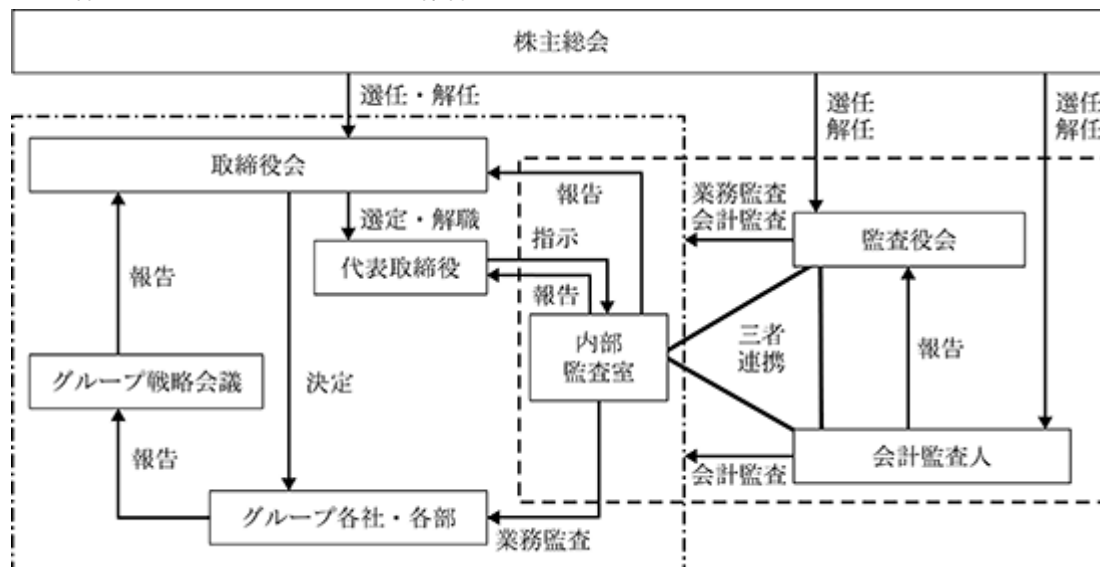 株主総会
選任・解任
選任
解任
選任
解任
取締役会
報告
業務監査
会計監査
選定・解職
指示
監査役会
代表取締役
報告
報告
内部
監査室
三者
連携
報告
グループ戦略会議
決定
報告
会計監査人
会計監査
グループ各社・各部
業務監査